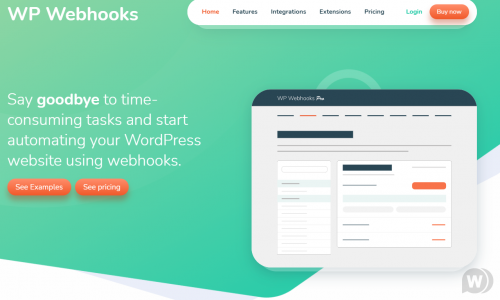 WP Webhooks
Home Features Integrations Extensions Pricing Login Buy now
Say goodbye to time-
consuming tasks and start
automating your WordPress
website using webhooks.
See Examples See pricing
WP Webhooks Pro
W